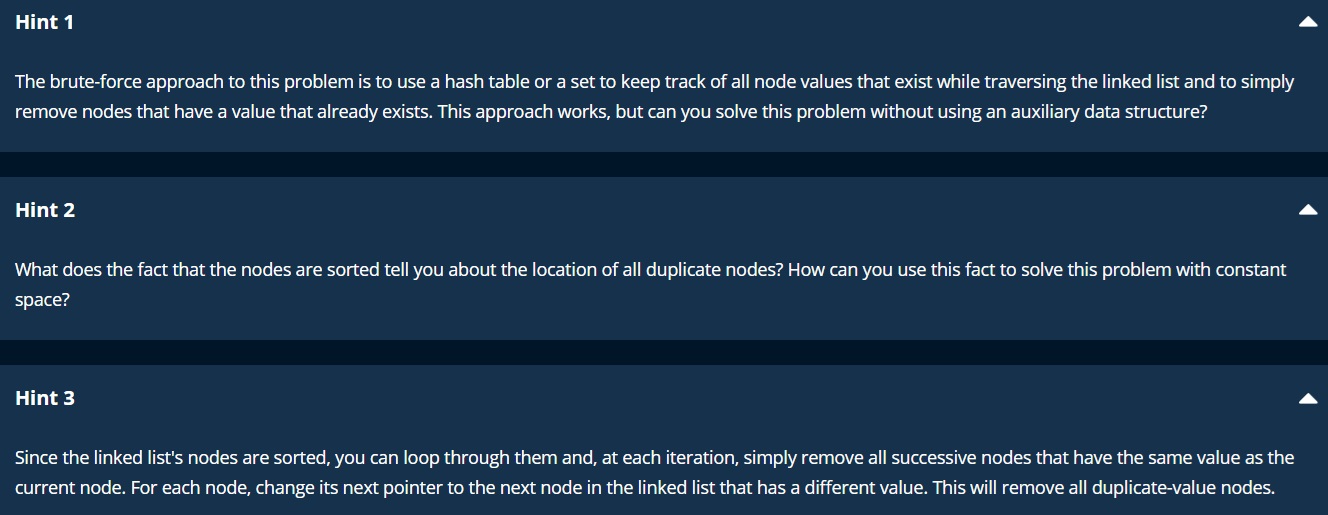 Hint 1
The brute-force approach to this problem is to use a hash table or a set to keep track of all node values that exist while traversing the linked list and to simply
remove nodes that have a value that already exists. This approach works, but can you solve this problem without using an auxiliary data structure?
Hint 2
What does the fact that the nodes are sorted tell you about the location of all duplicate nodes? How can you use this fact to solve this problem with constant
space?
Hint 3
Since the linked list's nodes are sorted, you can loop through them and, at each iteration, simply remove all successive nodes that have the same value as the
current node. For each node, change its next pointer to the next node in the linked list that has a different value. This will remove all duplicate-value nodes.